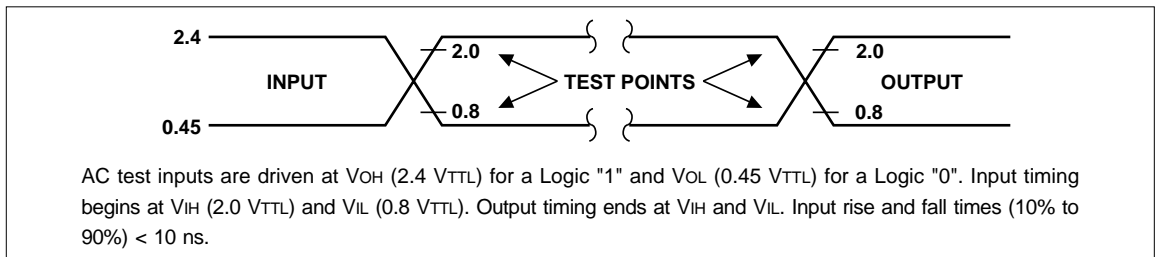 2.4
2.0
2.0
INPUT
TEST POINTS
OUTPUT
0.8
0.8
0.45
AC test inputs are driven at VOH (2.4 VTTL) for a Logic "1" and VOL (0.45 VTTL) for a Logic "0". Input timing
begins at VIH (2.0 VTTL) and VIL (0.8 VTTL). Output timing ends at VIH and VIL. Input rise and fall times (10% to
90%) < 10 ns.